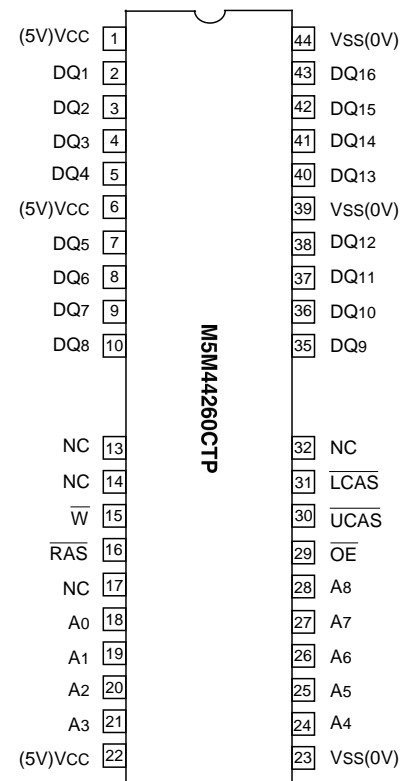 (5V)VCC 1 44 VSS(0V)
DQ1 2 43 DQ16
DQ2 3 42 DQ15
DQ3 4 41 DQ14
DQ4 5 40 DQ13
(5V)VCC 6 39 VSS(0V)
DQ5 7 38 DQ12
DQ6 8 37 DQ11
DQ7 9 36 DQ10
DQ8 10 35 DQ9
M5M44260CTP
NC 13 32 NC
NC 14 31 L̅C̅A̅S̅
W̅ 15 30 U̅C̅A̅S̅
R̅A̅S̅ 16 29 O̅E̅
NC 17 28 A8
A0 18 27 A7
A1 19 26 A6
A2 20 25 A5
A3 21 24 A4
(5V)VCC 22 23 VSS(0V)